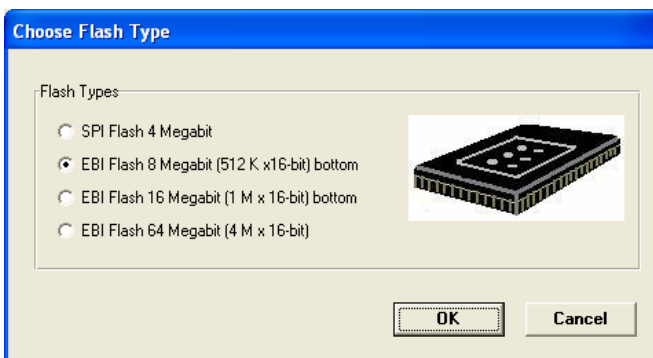 Choose Flash Type
Flash Types
SPI Flash 4 Megabit
EBI Flash 8 Megabit (512 K x16-bit) bottom
EBI Flash 16 Megabit (1 M x 16-bit) bottom
EBI Flash 64 Megabit (4 M x 16-bit)
OK
Cancel